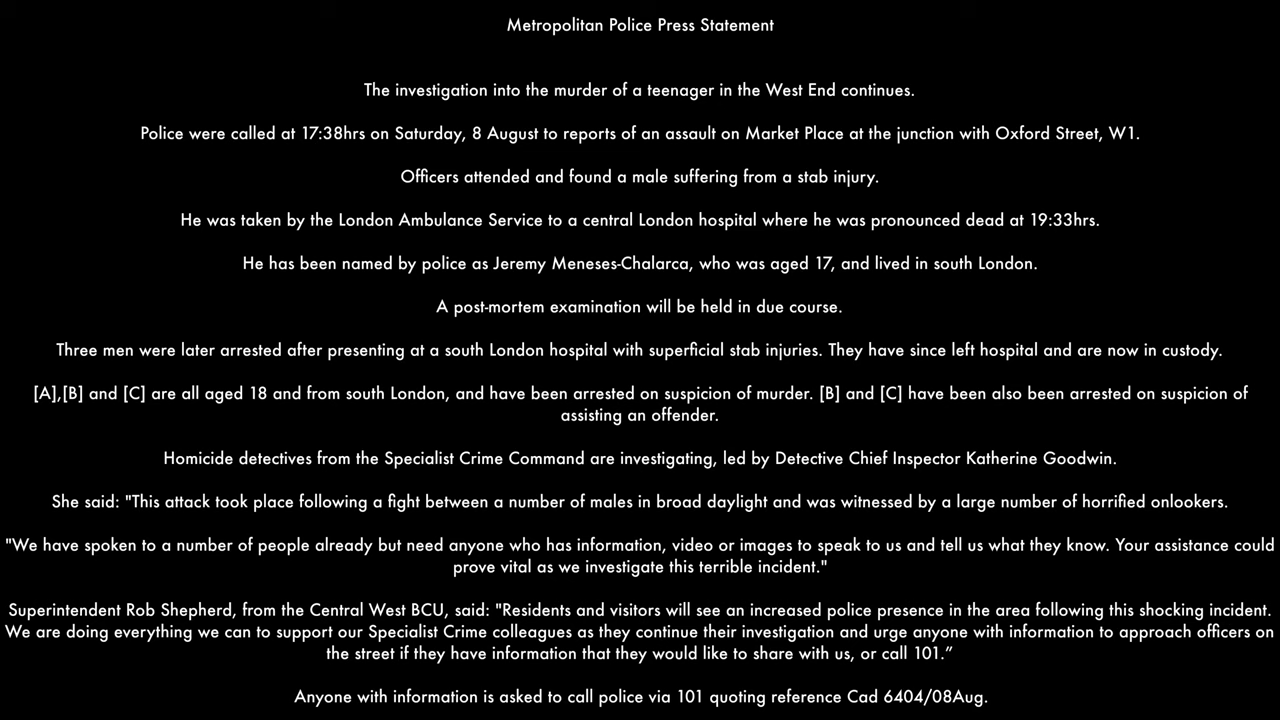 Metropolitan Police Press Statement
The investigation into the murder of a teenager in the West End continues.
Police were called at 17:38hrs on Saturday, 8 August to reports of an assault on Market Place at the junction with Oxford Street, W1.
Officers attended and found a male suffering from a stab injury.
He was taken by the London Ambulance Service to a central London hospital where he was pronounced dead at 19:33hrs.
He has been named by police as Jeremy Meneses-Chalarca, who was aged 17, and lived in south London.
A post-mortem examination will be held in due course.
Three men were later arrested after presenting at a south London hospital with superficial stab injuries. They have since left hospital and are now in custody.
[A],[B] and [C] are all aged 18 and from south London, and have been arrested on suspicion of murder. [B] and [C] have been also been arrested on suspicion of
assisting an offender.
Homicide detectives from the Specialist Crime Command are investigating, led by Detective Chief Inspector Katherine Goodwin.
She said: "This attack took place following a fight between a number of males in broad daylight and was witnessed by a large number of horrified onlookers.
"We have spoken to a number of people already but need anyone who has information, video or images to speak to us and tell us what they know. Your assistance could
prove vital as we investigate this terrible incident."
Superintendent Rob Shepherd, from the Central West BCU, said: "Residents and visitors will see an increased police presence in the area following this shocking incident.
We are doing everything we can to support our Specialist Crime colleagues as they continue their investigation and urge anyone with information to approach officers on
the street if they have information that they would like to share with us, or call 101.”
Anyone with information is asked to call police via 101 quoting reference Cad 6404/08Aug.